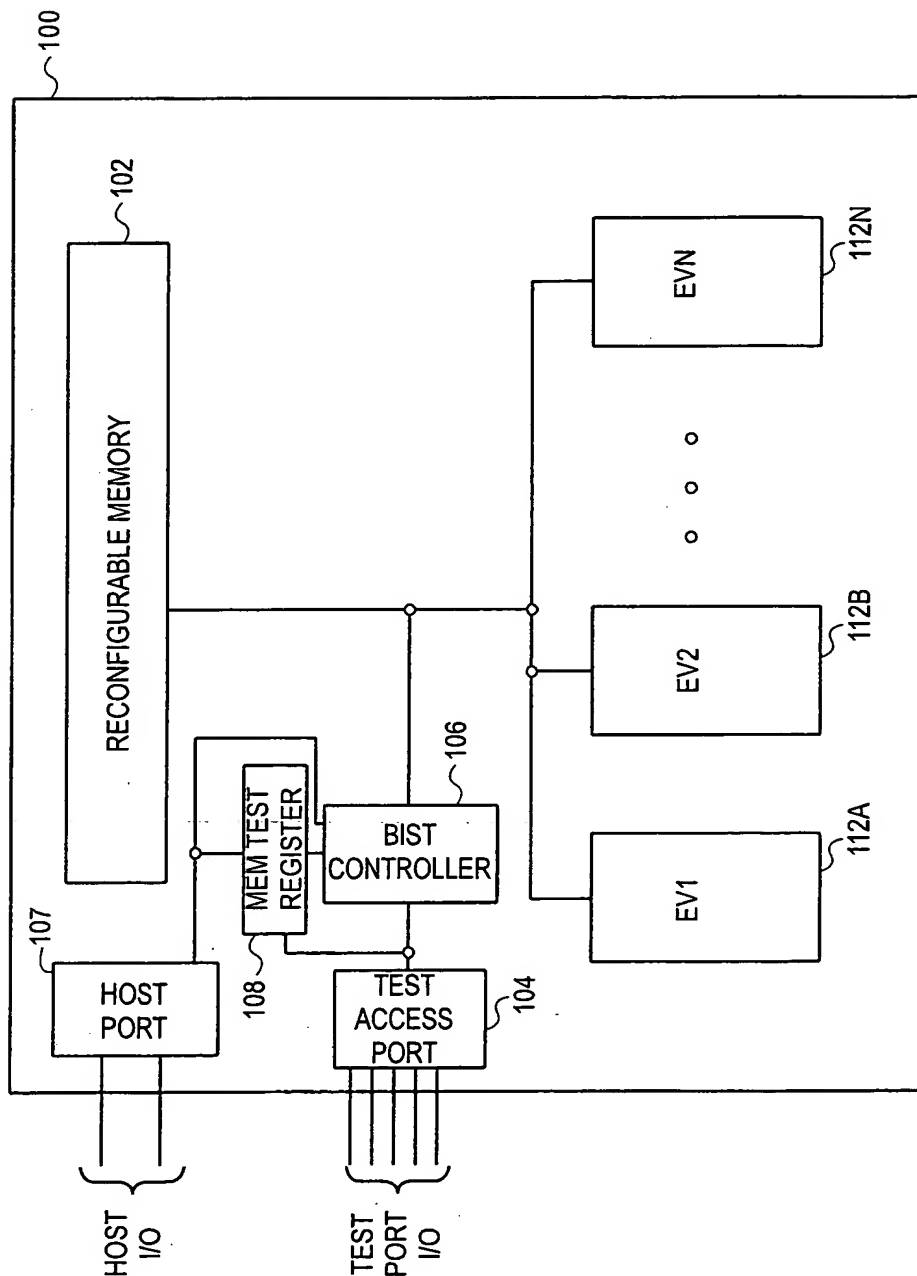 100
102
RECONFIGURABLE MEMORY
107
HOST
PORT
MEM TEST
REGISTER
108
106
BIST
CONTROLLER
TEST
ACCESS
PORT
104
HOST
I/O
TEST
PORT
I/O
EV1
112A
EV2
112B
EVN
112N